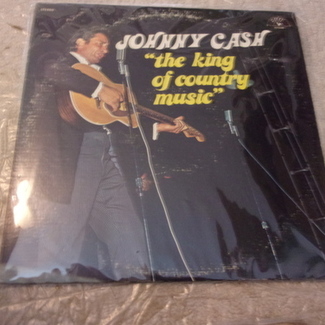 JOHNNY CASH
"the king
of country
music"